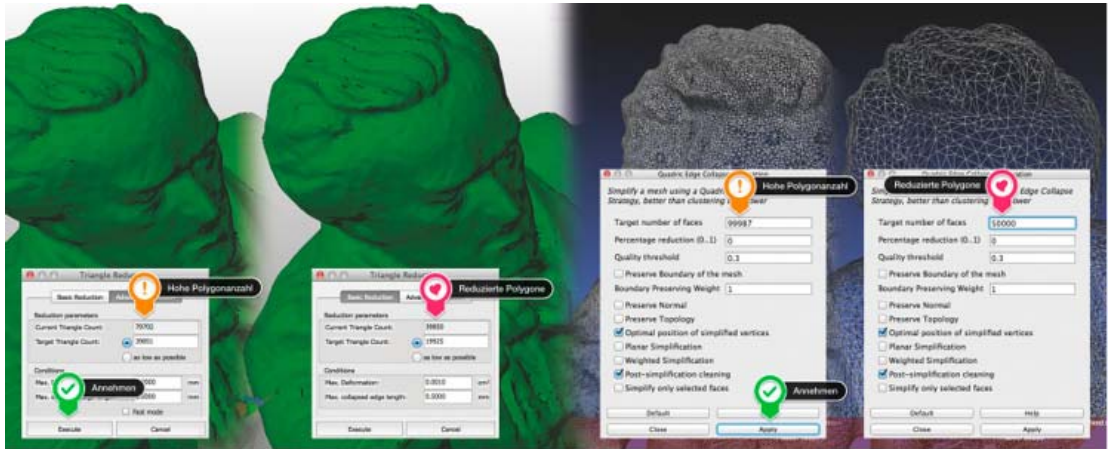 Triangle
Hohe Polygonanzahl
Basic Reduction
Reduction parameters
Current Triangle Count: 79702
Target Triangle Count: 39851
as low as possible
Conditions
Annehmen
mm
mm
Fast mode
Execute Cancel
Triangle
Reduzierte Polygone
Basic Reduction
Reduction parameters
Current Triangle Count:
Target Triangle Count: 19925
as low as possible
Conditions
Max. Deformation: 0.0010
Max. collapsed edge length: 0.0000 mm
Execute Cancel
Quadric Edge
Hohe Polygonanzahl
Simplify a mesh using a
Strategy, better than clustering
Target number of faces 99987
Percentage reduction (0..1) 0
Quality threshold 0.3
Preserve Boundary of the mesh
Boundary Preserving Weight 1
Preserve Normal
Preserve Topology
Optimal position of simplified vertices
Planar Simplification
Weighted Simplification
Post-simplification cleaning
Simplify only selected faces
Annehmen
Default
Close Apply
Reduzierte Polygone
Edge Collapse
Strategy, better than clustering
Target number of faces 50000
Percentage reduction (0..1) 0
Quality threshold 0.3
Preserve Boundary of the mesh
Boundary Preserving Weight 1
Preserve Normal
Preserve Topology
Optimal position of simplified vertices
Planar Simplification
Weighted Simplification
Post-simplification cleaning
Simplify only selected faces
Default Help
Close Apply